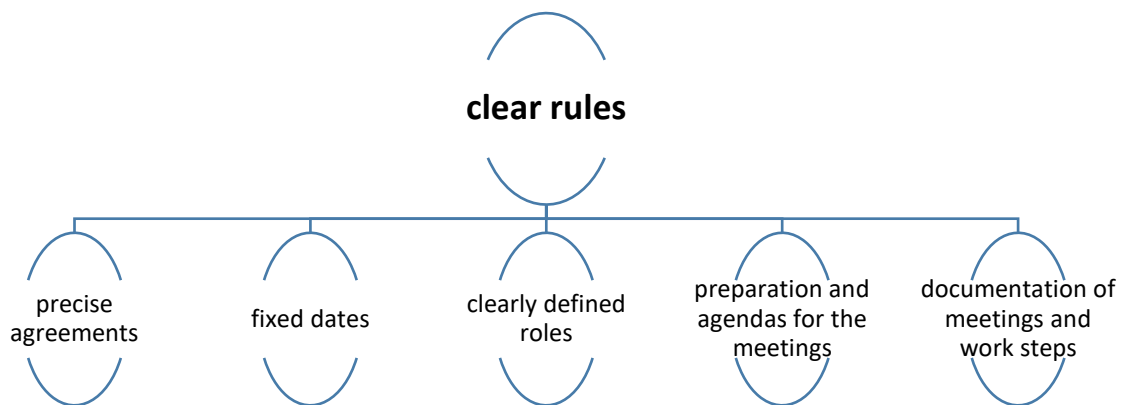 clear rules
precise
agreements
fixed dates
clearly defined
roles
preparation and
agendas for the
meetings
documentation of
meetings and
work steps